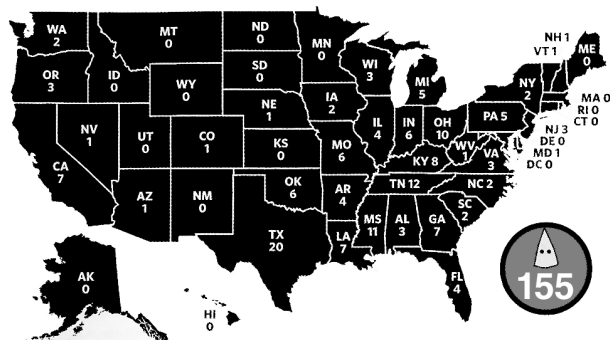 WA
2
MT
0
ND
0
MN
0
NH 1
VT 1
ME
0
OR
3
ID
0
WY
0
SD
0
WI
3
MI
5
NY
2
MA 0
RI 0
CT 0
NE
1
IA
2
PA 5
NJ 3
DE 0
MD 1
DC 0
NV
1
UT
0
CO
1
KS
0
MO
6
IL
4
IN
6
OH
10
WV
1
VA
3
KY 8
CA
7
AZ
1
NM
0
OK
6
AR
4
TN 12
NC 2
SC
2
TX
20
LA
7
MS
11
AL
3
GA
7
FL
4
AK
0
HI
0
155